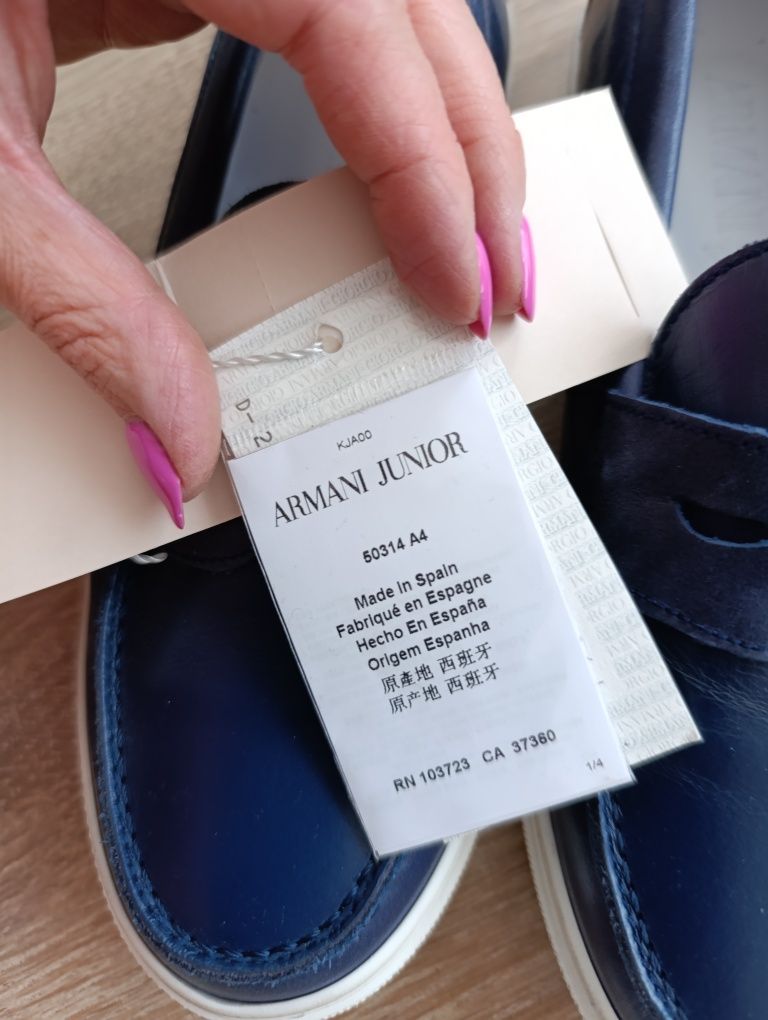 D-2
KJA00
ARMANI JUNIOR
50314 A4
Made In Spain
Fabriqué en Espagne
Hecho En España
Origem Espanha
原產地 西班牙
原产地 西班牙
RN 103723 CA 37360
1/4